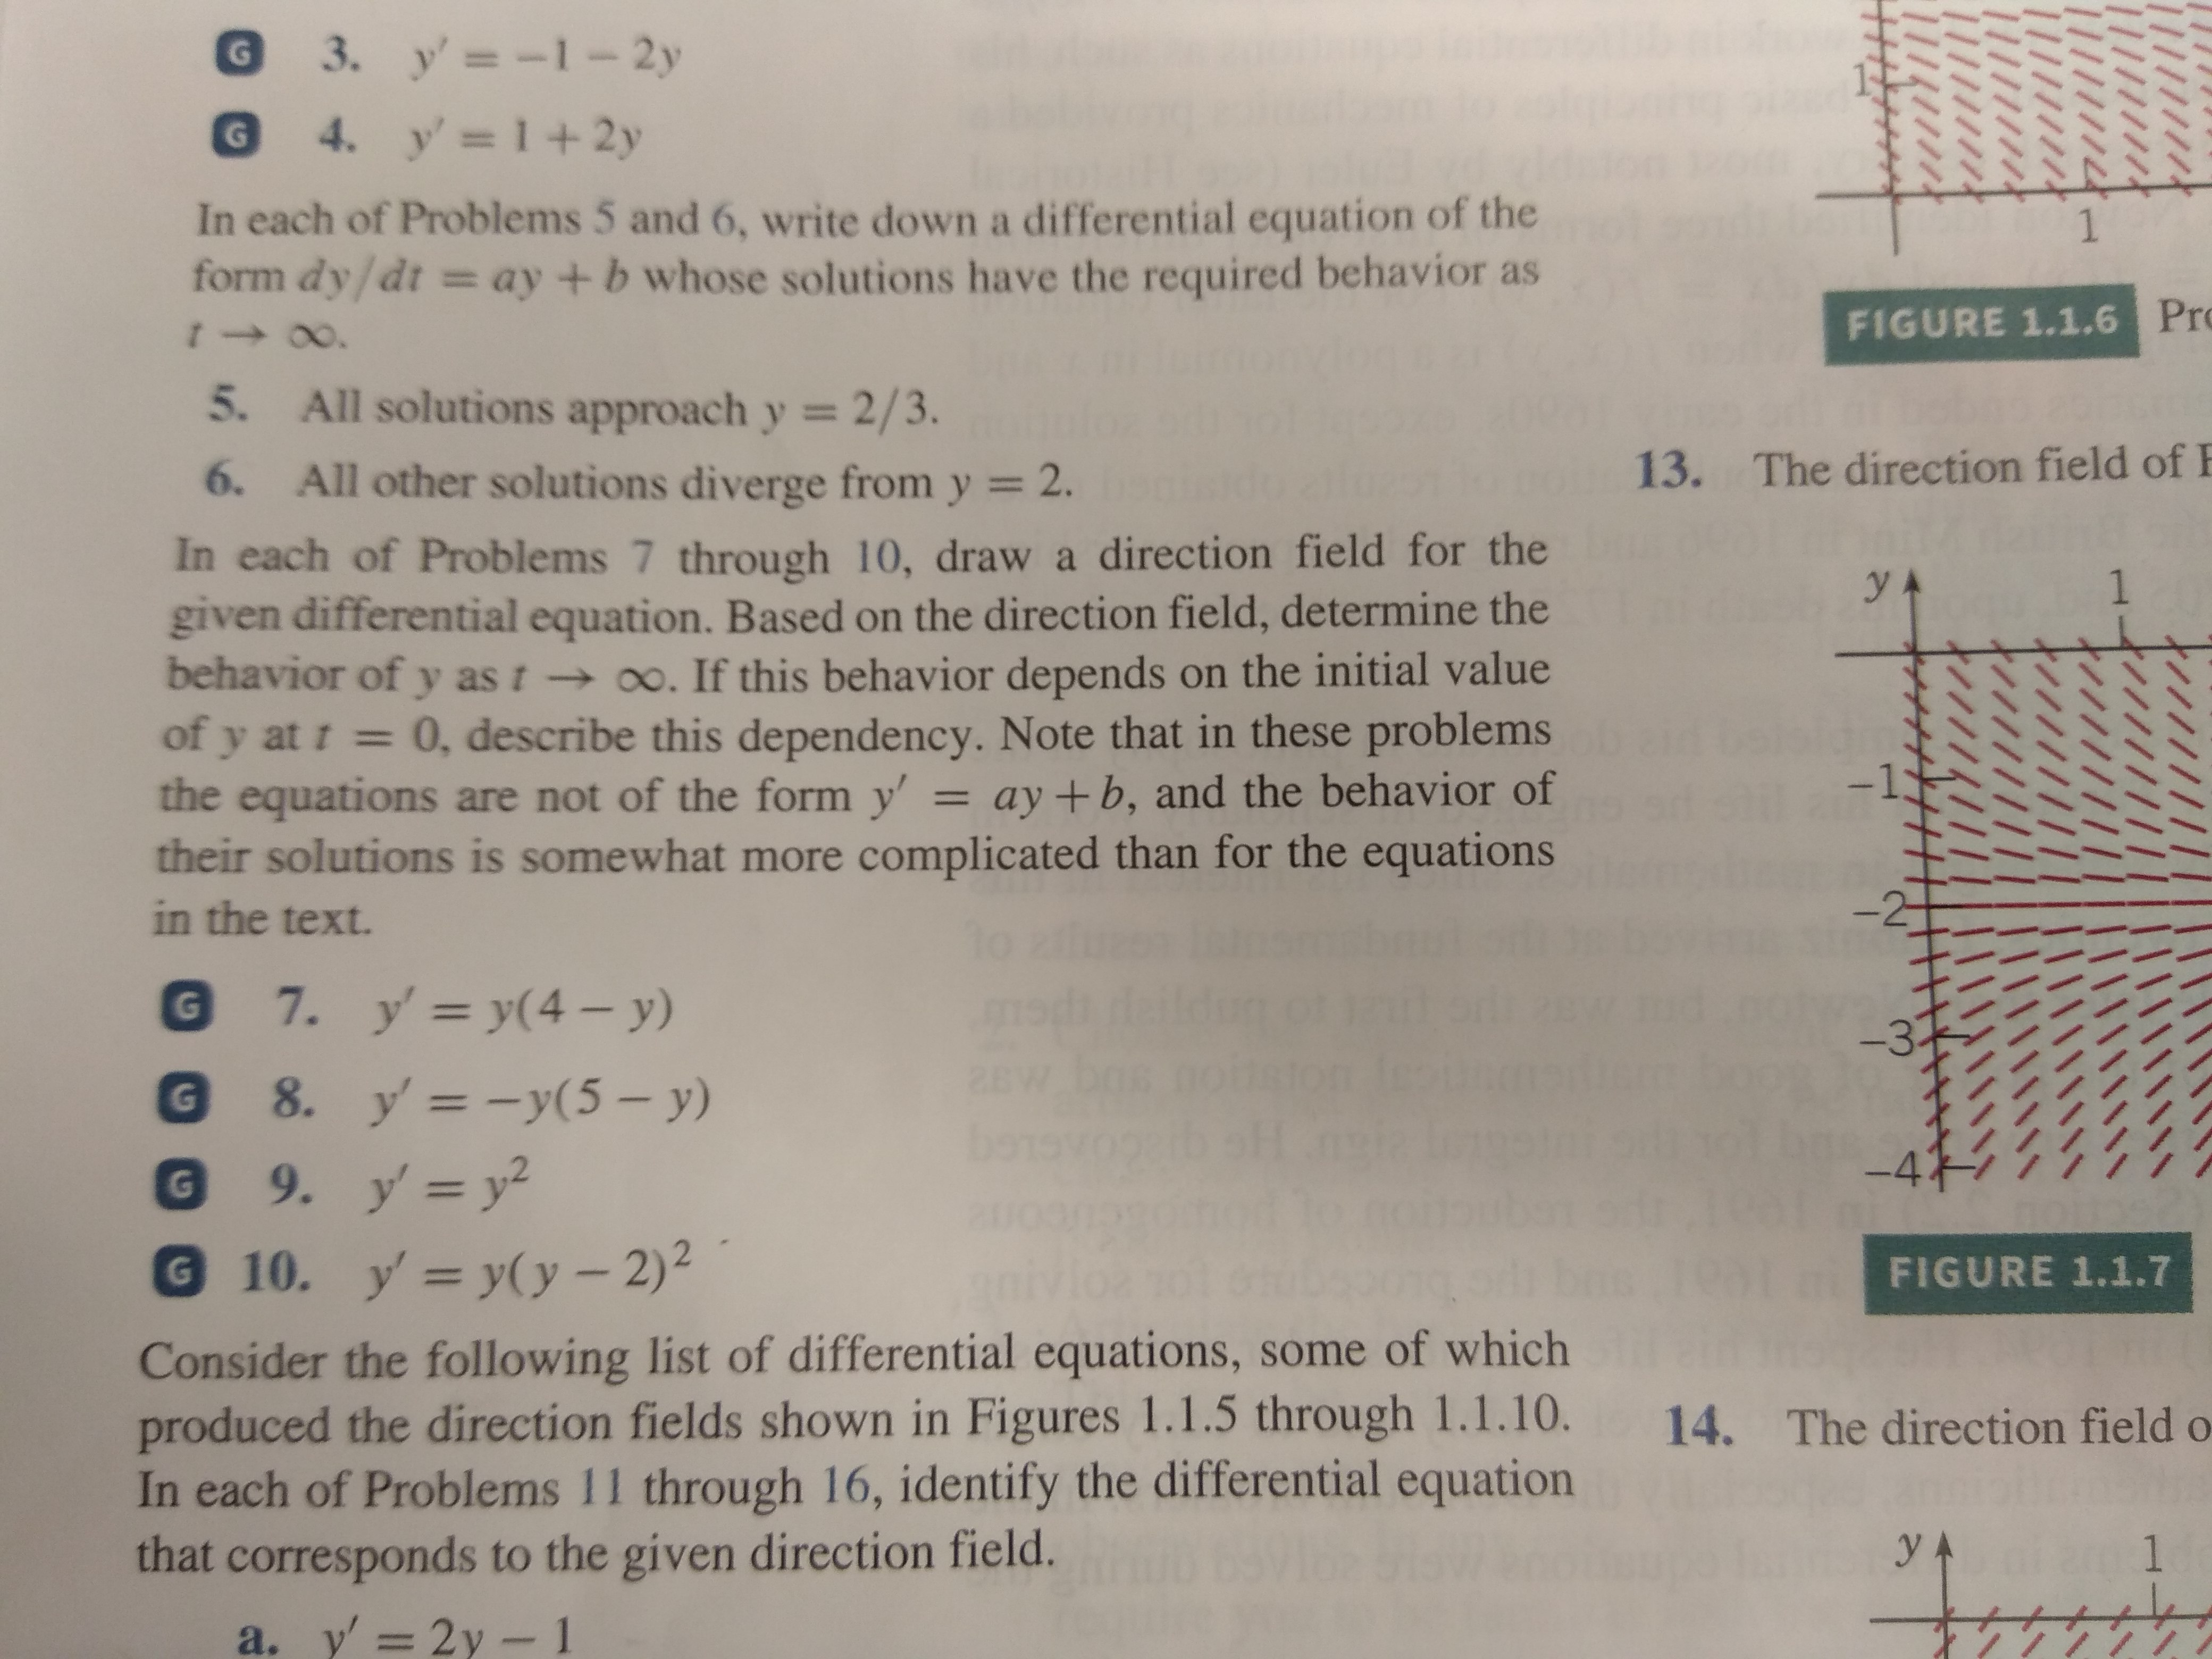 G 3. y′ = −1 − 2y
G 4. y′ = 1 + 2y
In each of Problems 5 and 6, write down a differential equation of the
form dy/dt = ay + b whose solutions have the required behavior as
t → ∞.
5. All solutions approach y = 2/3.
6. All other solutions diverge from y = 2.
In each of Problems 7 through 10, draw a direction field for the
given differential equation. Based on the direction field, determine the
behavior of y as t → ∞. If this behavior depends on the initial value
of y at t = 0, describe this dependency. Note that in these problems
the equations are not of the form y′ = ay + b, and the behavior of
their solutions is somewhat more complicated than for the equations
in the text.
G 7. y′ = y(4 − y)
G 8. y′ = −y(5 − y)
G 9. y′ = y²
G 10. y′ = y(y − 2)²
Consider the following list of differential equations, some of which
produced the direction fields shown in Figures 1.1.5 through 1.1.10.
In each of Problems 11 through 16, identify the differential equation
that corresponds to the given direction field.
a. y′ = 2y − 1
1
1
FIGURE 1.1.6
13. The direction field of
y
1
−1
−2
−3
−4
FIGURE 1.1.7
14. The direction field
y
1